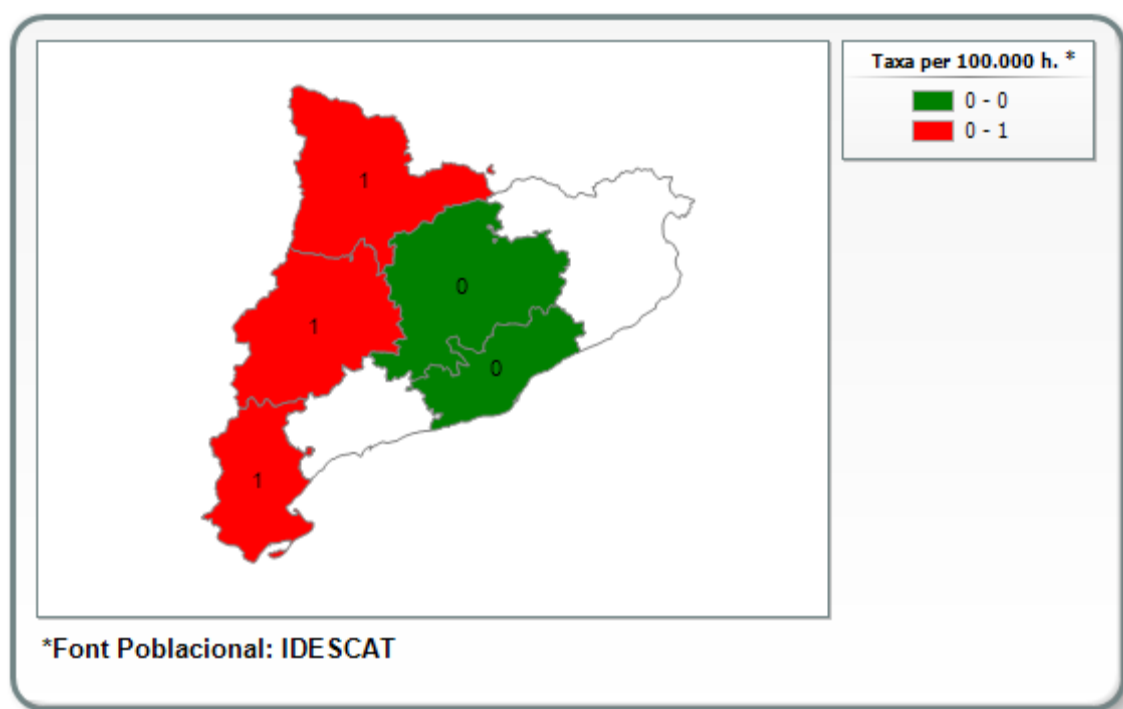 Taxa per 100.000 h. *
0 - 0
0 - 1
1
0
1
0
1
*Font Poblacional: IDESCAT